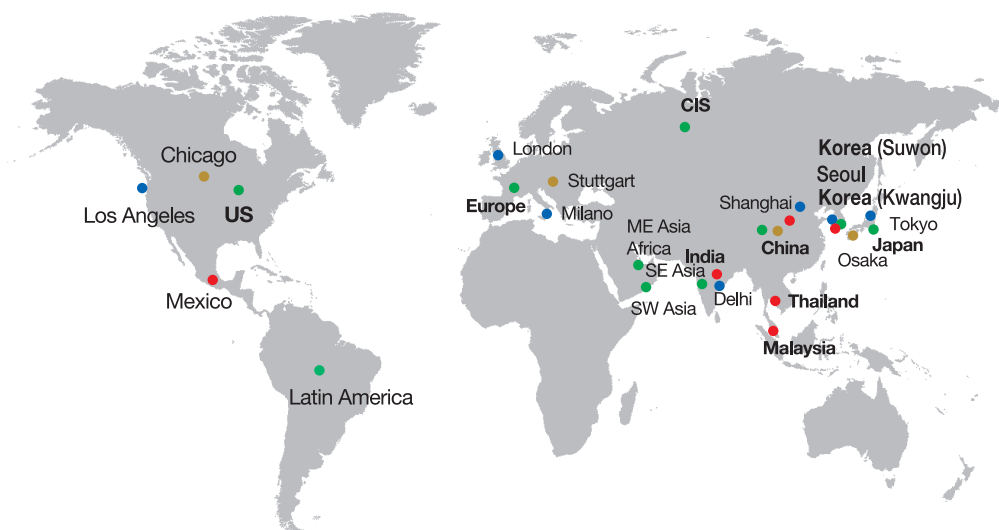 CIS
Korea (Suwon)
London
Chicago
Seoul
Stuttgart
Korea (Kwangju)
Shanghai
Europe
Milano
Los Angeles
US
Tokyo
ME Asia
China
Japan
Africa
India
Osaka
SE Asia
Mexico
Delhi
Thailand
SW Asia
Malaysia
Latin America